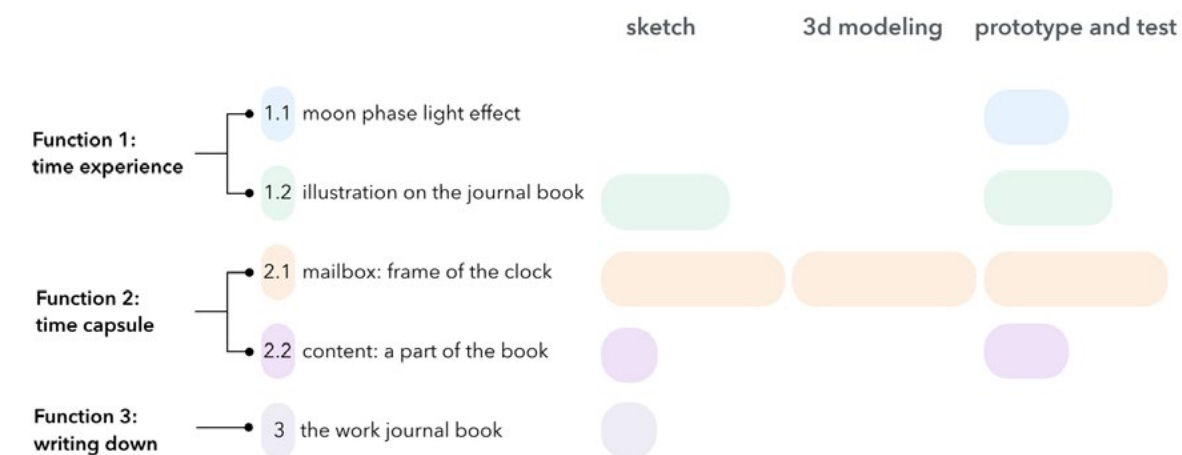 sketch 3d modeling prototype and test
1.1 moon phase light effect
Function 1:
time experience
1.2 illustration on the journal book
2.1 mailbox: frame of the clock
Function 2:
time capsule
2.2 content: a part of the book
Function 3:
3 the work journal book
writing down